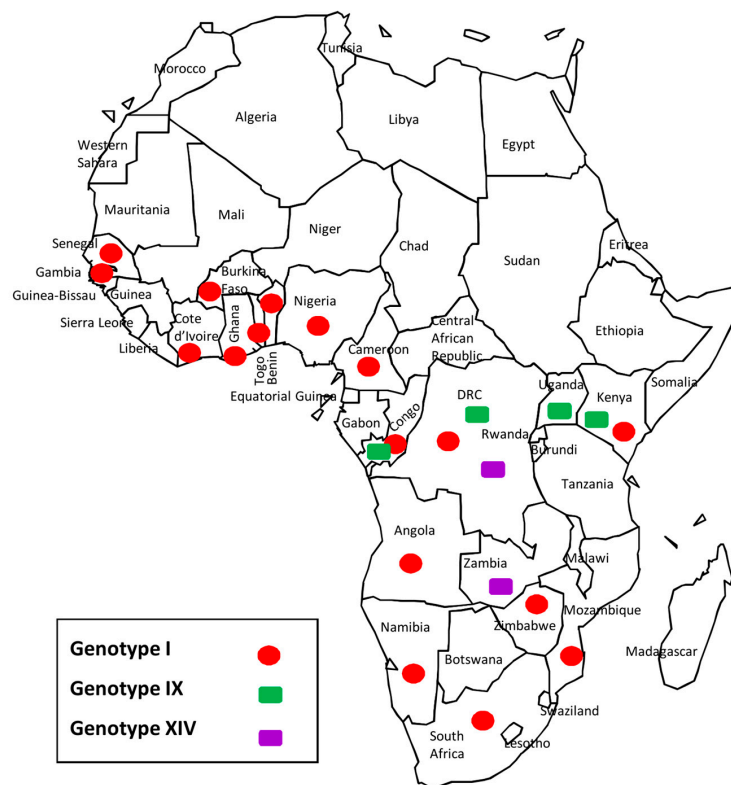 Tunisia
Morocco
Algeria
Libya
Egypt
Western
Sahara
Mauritania
Mali
Niger
Chad
Sudan
Eritrea
Senegal
Gambia
Guinea-Bissau
Guinea
Sierra Leone
Liberia
Cote
d'Ivoire
Burkina
Faso
Ghana
Togo
Benin
Nigeria
Cameroon
Central
African
Republic
Ethiopia
Somalia
Equatorial Guinea
Gabon
Congo
DRC
Uganda
Kenya
Rwanda
Burundi
Tanzania
Angola
Zambia
Malawi
Mozambique
Zimbabwe
Namibia
Botswana
Madagascar
Swaziland
South
Africa
Lesotho
Genotype I
Genotype IX
Genotype XIV